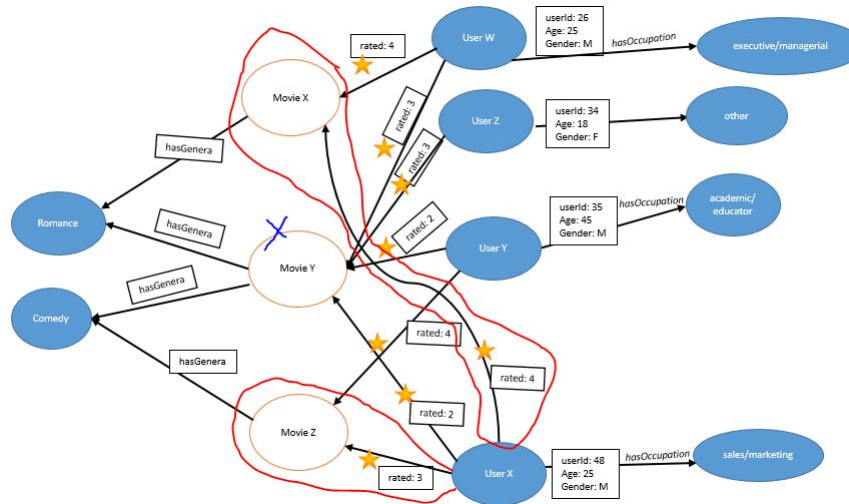 userId: 26
Age: 25
Gender: M
hasOccupation
executive/managerial
User W
rated: 4
Movie X
rated: 3
userId: 34
Age: 18
Gender: F
other
User Z
rated: 3
hasGenera
userId: 35
Age: 45
Gender: M
hasOccupation
academic/
educator
Romance
hasGenera
rated: 2
User Y
Movie Y
hasGenera
Comedy
rated: 4
hasGenera
rated: 4
rated: 2
Movie Z
userId: 48
Age: 25
Gender: M
hasOccupation
sales/marketing
User X
rated: 3